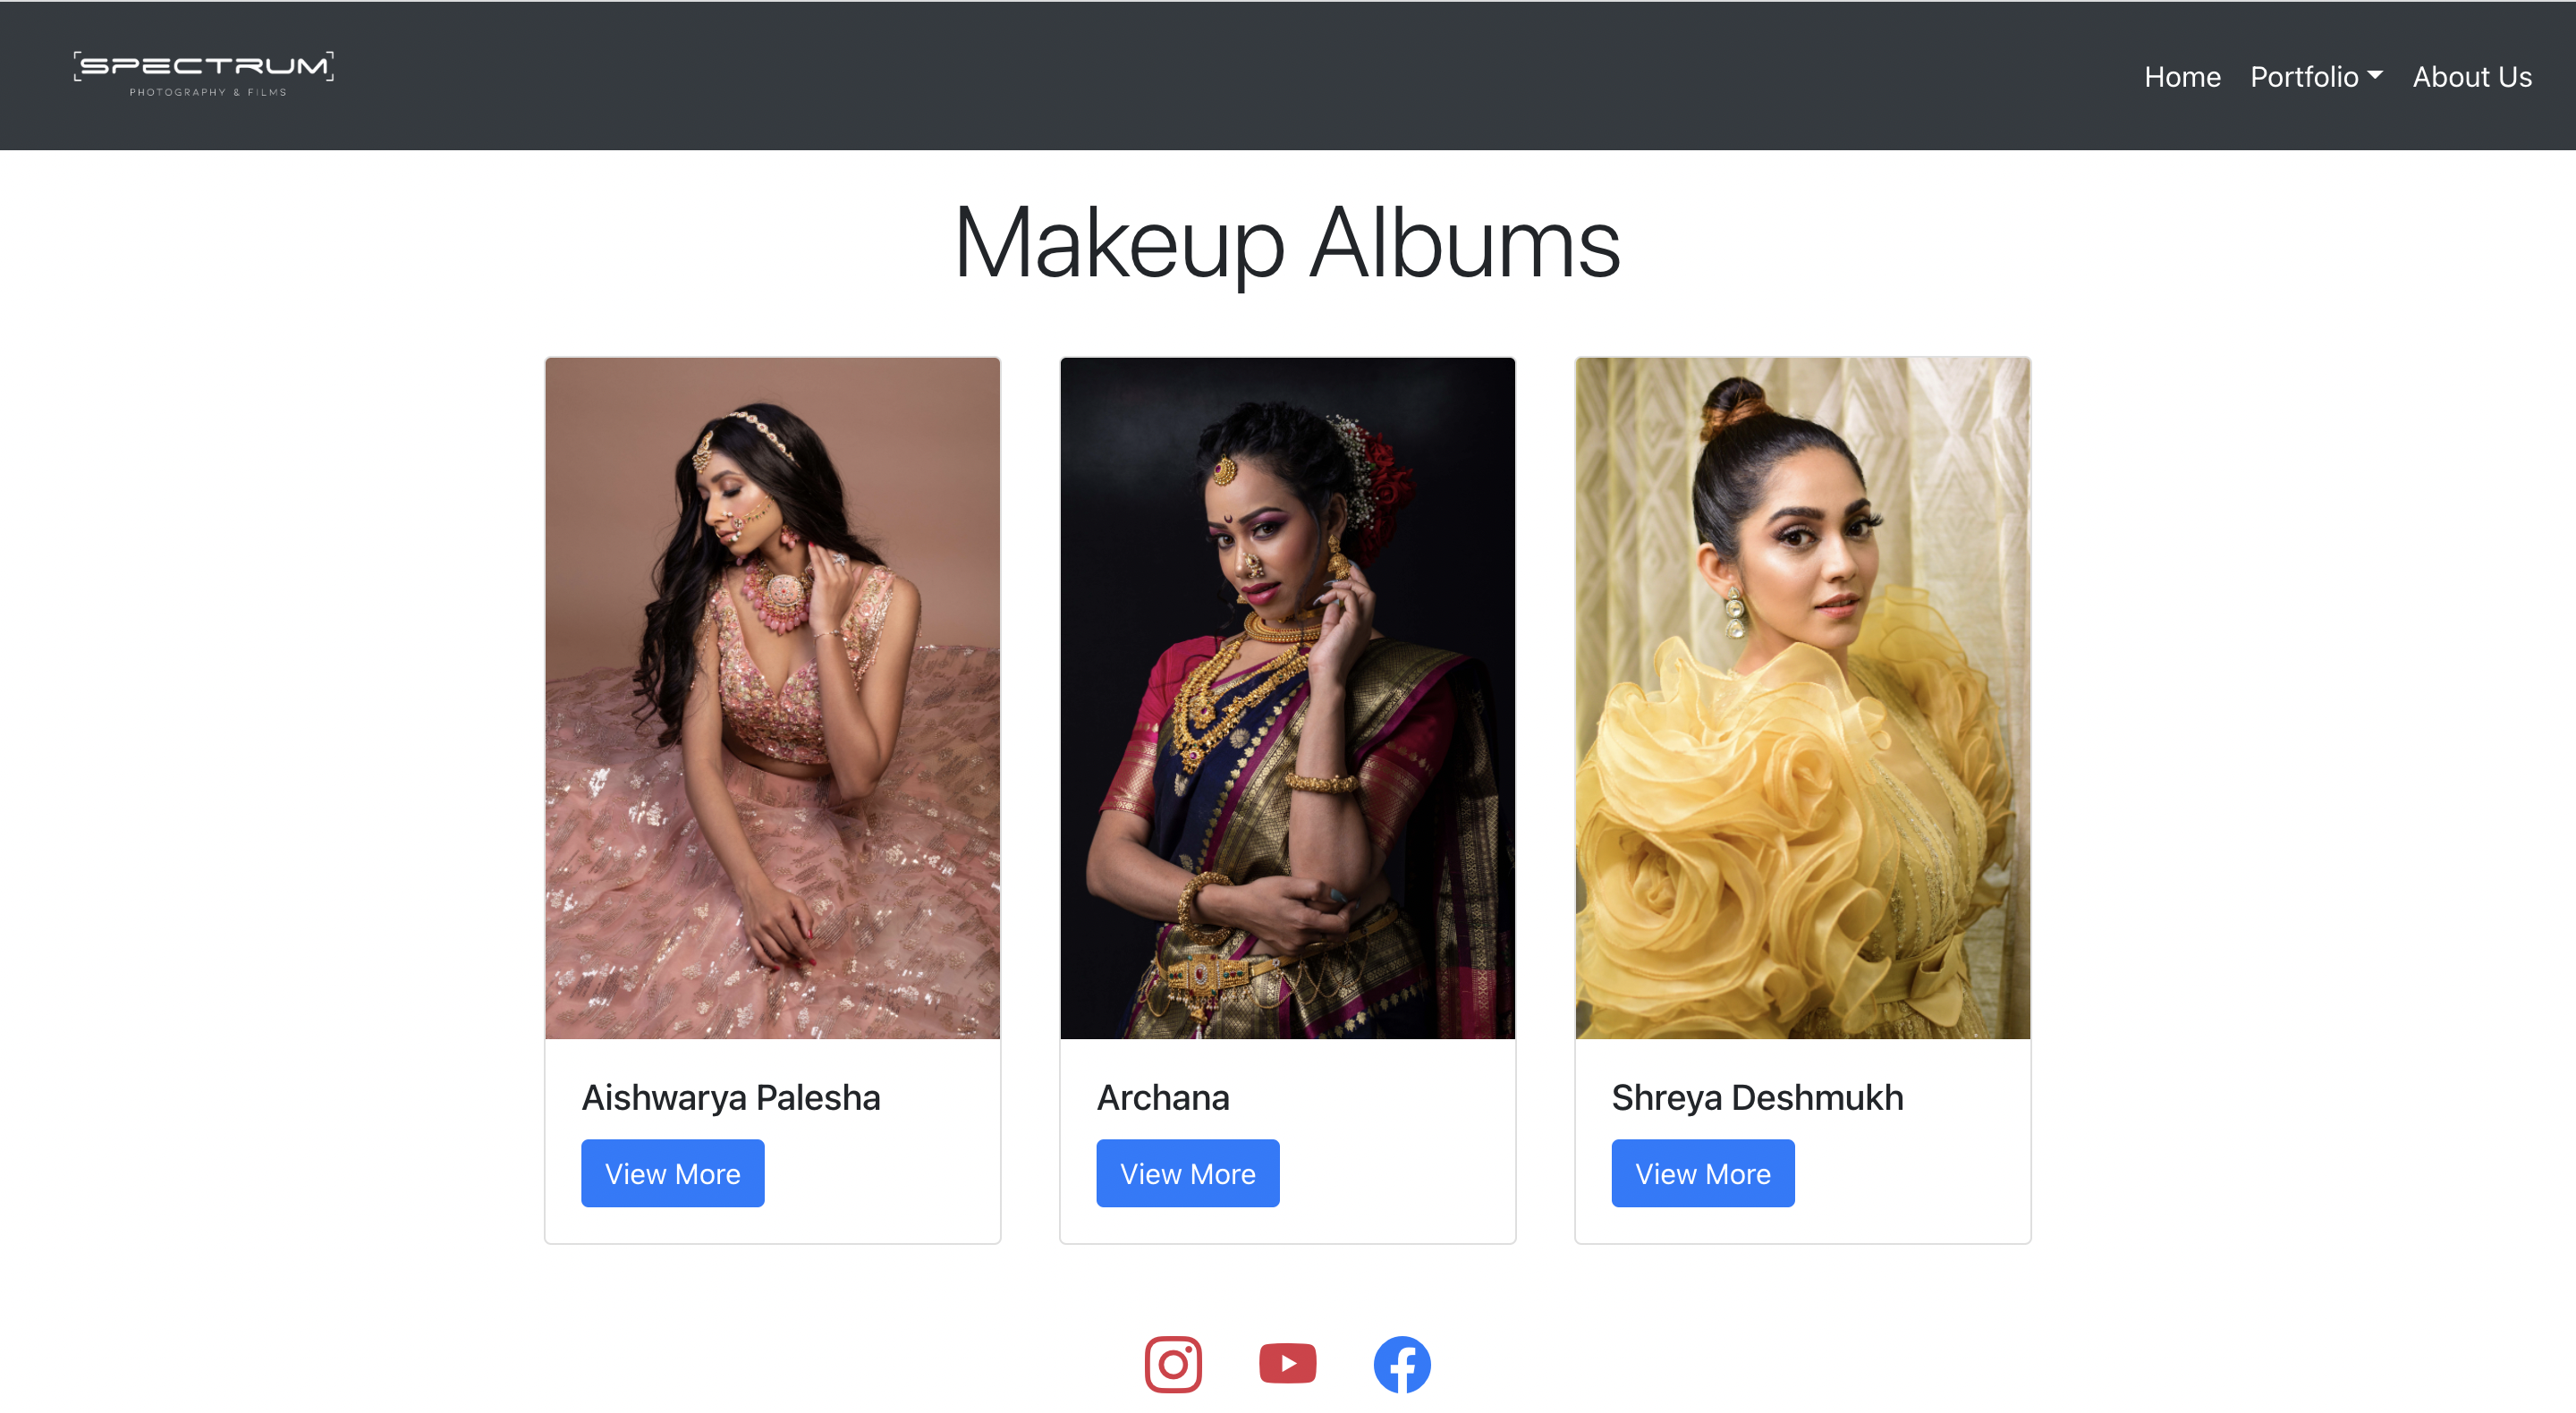 SPECTRUM
PHOTOGRAPHY & FILMS
Home Portfolio About Us
Makeup Albums
Aishwarya Palesha
View More
Archana
View More
Shreya Deshmukh
View More